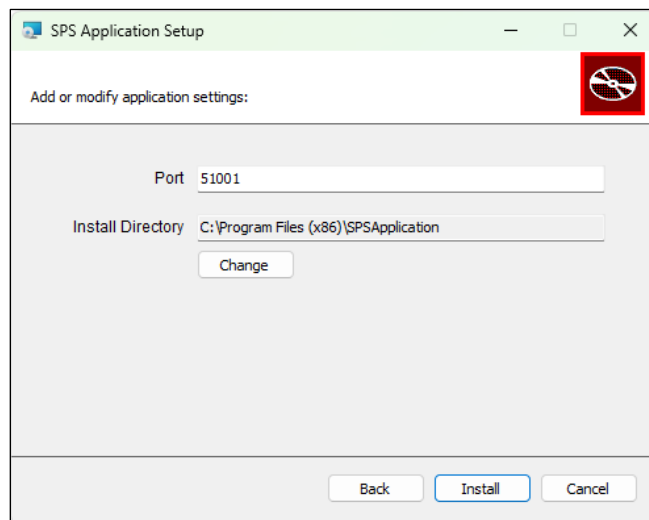 SPS Application Setup
Add or modify application settings:
Port 51001
Install Directory C:\Program Files (x86)\SPSApplication
Change
Back Install Cancel